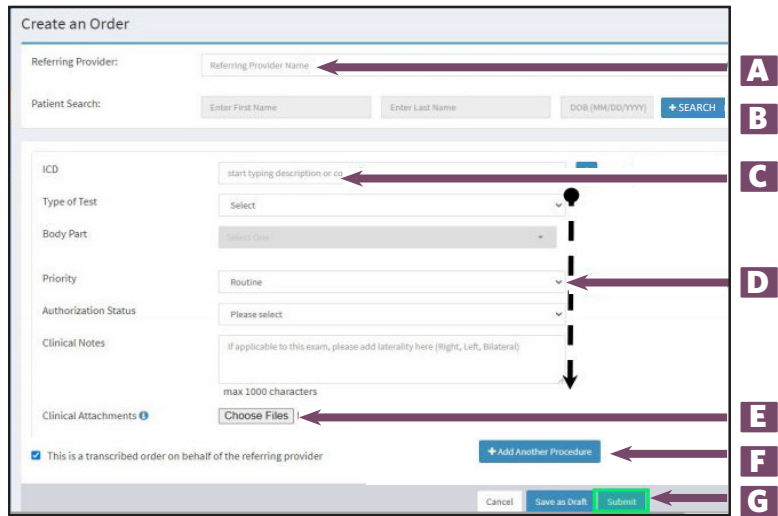 Create an Order
Referring Provider: Referring Provider Name A
Patient Search: Enter First Name Enter Last Name DOB (MM/DD/YYYY) +SEARCH B
ICD start typing description or co C
Type of Test Select
Body Part Select One
Priority Routine D
Authorization Status Please select
Clinical Notes If applicable to this exam, please add laterality here (Right, Left, Bilateral)
max 1000 characters
Clinical Attachments Choose Files E
This is a transcribed order on behalf of the referring provider +Add Another Procedure F
Cancel Save as Draft Submit G